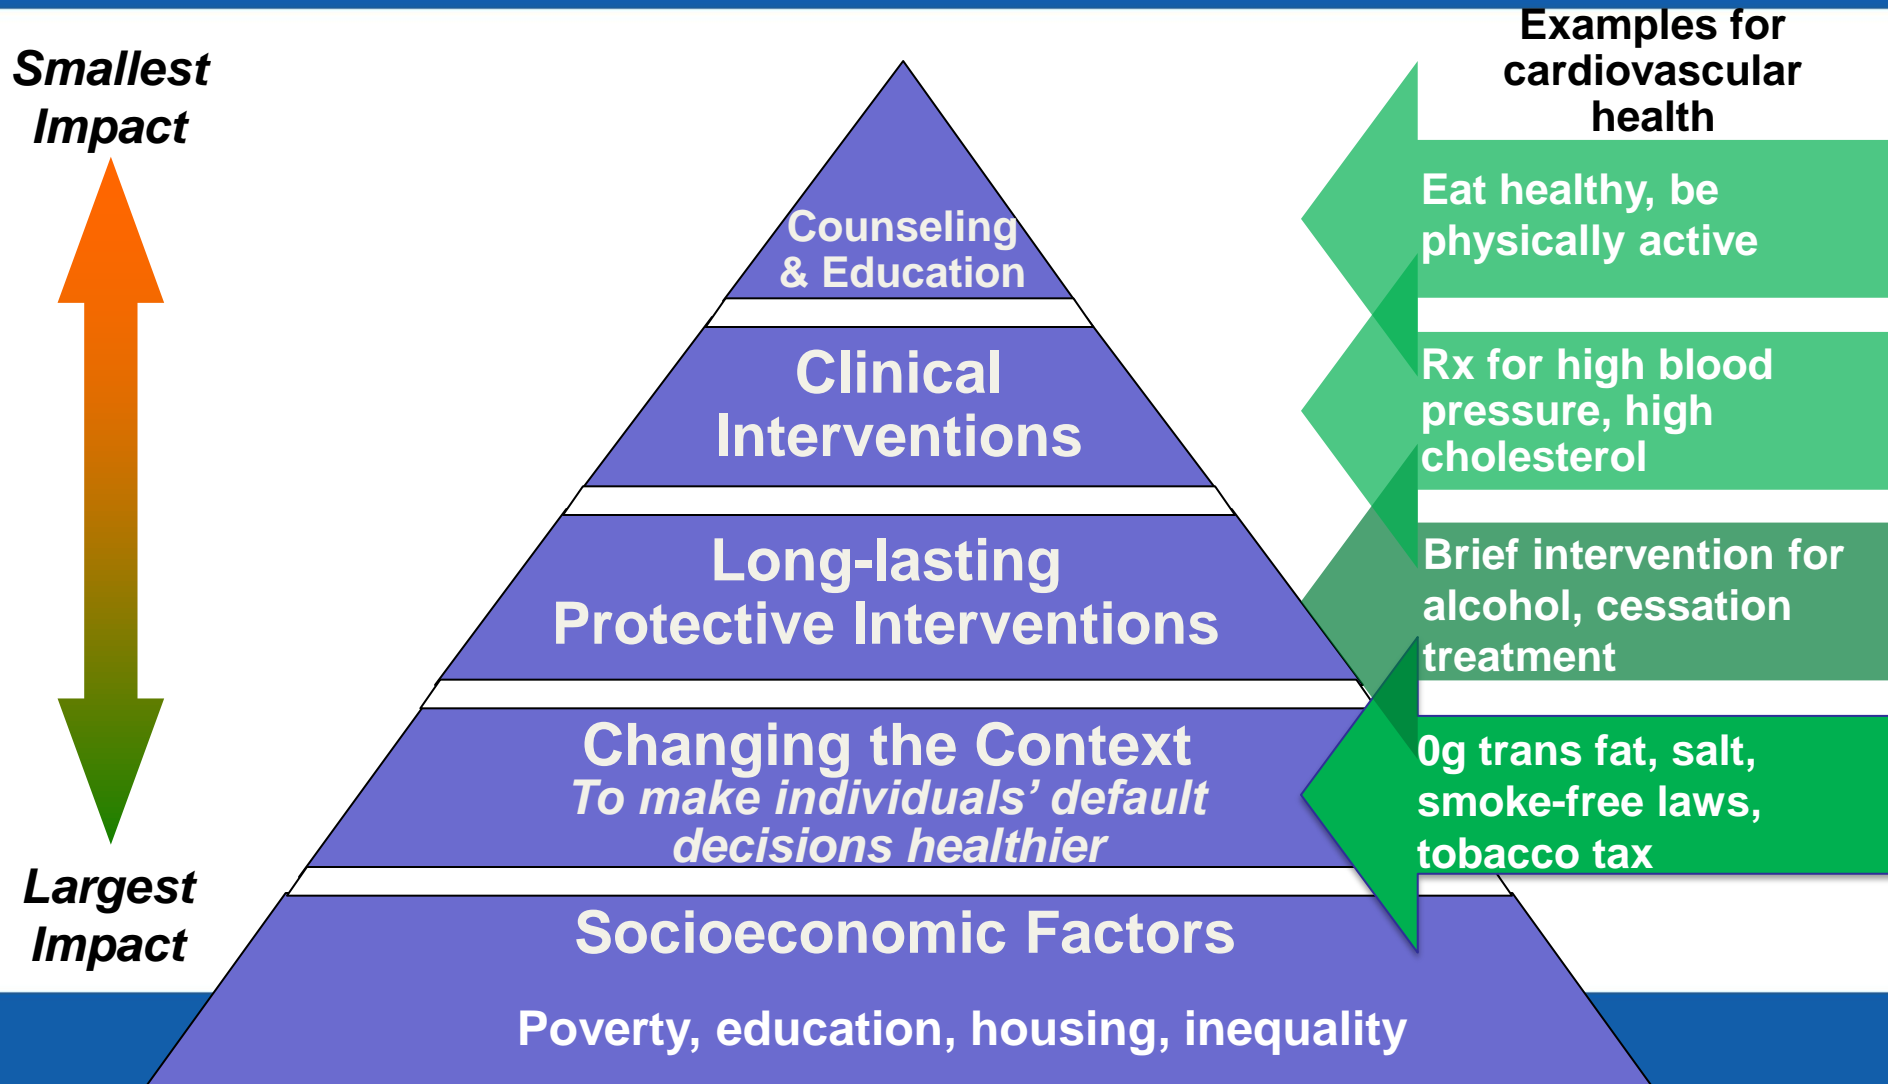 Smallest
Impact
Largest
Impact
Counseling
& Education
Clinical
Interventions
Long-lasting
Protective Interventions
Changing the Context
To make individuals’ default
decisions healthier
Socioeconomic Factors
Poverty, education, housing, inequality
Examples for
cardiovascular
health
Eat healthy, be
physically active
Rx for high blood
pressure, high
cholesterol
Brief intervention for
alcohol, cessation
treatment
0g trans fat, salt,
smoke-free laws,
tobacco tax